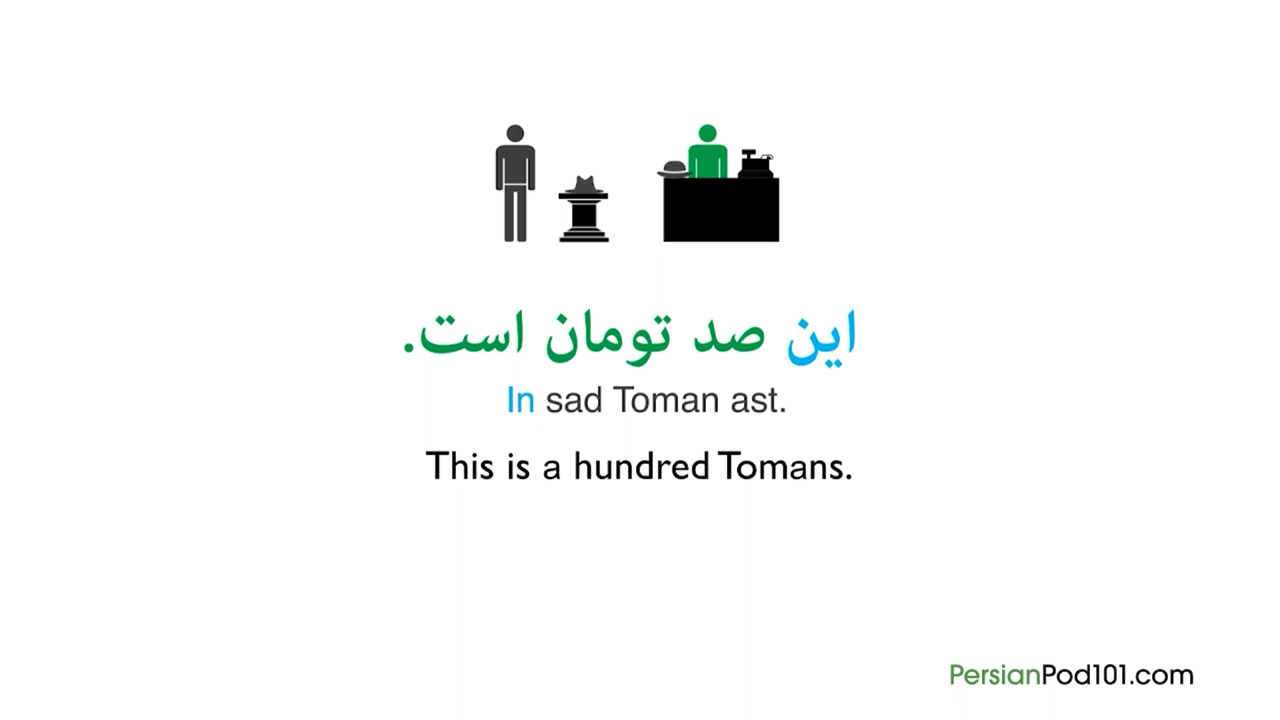 این صد تومان است.
In sad Toman ast.
This is a hundred Tomans.
PersianPod101.com